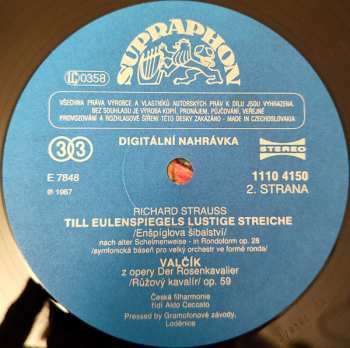 SUPRAPHON
LC 0358
VŠECHNA PRÁVA VÝROBCE A VLASTNÍKŮ AUTORSKÝCH PRÁV K DÍLU JSOU VYHRAZENA.
BEZ SOUHLASU JE VÝROBA KOPIÍ, PRONÁJEM, PŮJČOVÁNÍ, VEŘEJNÉ
PROVOZOVÁNÍ A ROZHLASOVÉ ŠÍŘENÍ TÉTO DESKY ZAKÁZÁNO - MADE IN CZECHOSLOVAKIA
DIGITÁLNÍ NAHRÁVKA
33
STEREO
E 7848
1110 4150
℗ 1987
2. STRANA
RICHARD STRAUSS
TILL EULENSPIEGELS LUSTIGE STREICHE
/Enšpíglova šibalství/
nach alter Schelmenweise - in Rondoform op. 28
/symfonická báseň pro velký orchestr ve formě ronda/
VALČÍK
z opery Der Rosenkavalier
/Růžový kavalír/ op. 59
Česká filharmonie
řídí Aldo Ceccato
Pressed by Gramofonové závody,
Loděnice